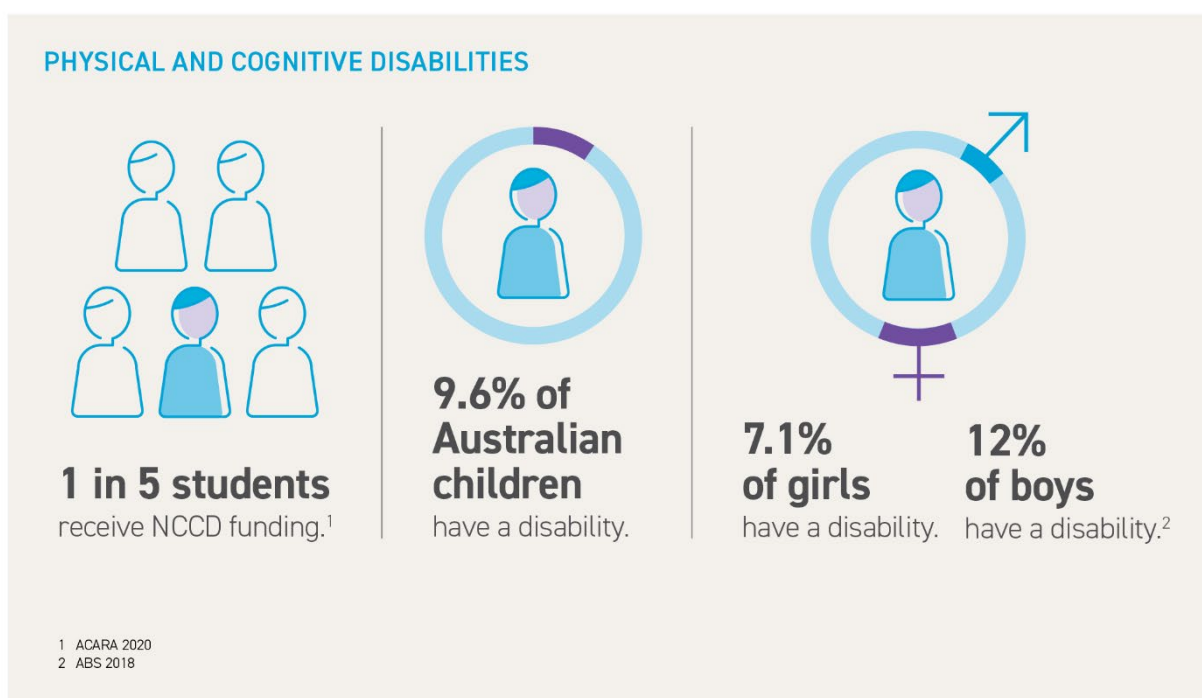 PHYSICAL AND COGNITIVE DISABILITIES
1 in 5 students
receive NCCD funding.¹
9.6% of
Australian
children
have a disability.
7.1%
of girls
have a disability.
12%
of boys
have a disability.²
1 ACARA 2020
2 ABS 2018